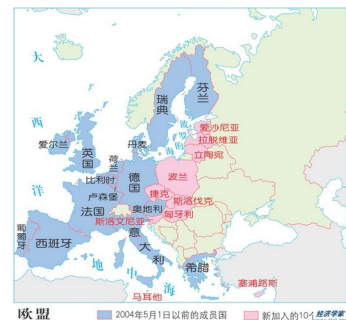 大
西
洋
芬兰
瑞典
波
罗
的
海
爱沙尼亚
拉脱维亚
立陶宛
爱尔兰
丹麦
英国
荷兰
比利时
德国
波兰
卢森堡
捷克
斯洛伐克
法国
奥地利
匈牙利
斯洛文尼亚
葡萄牙
西班牙
意大利
希腊
地
中
海
塞浦路斯
马耳他
欧盟
2004年5月1日以前的成员国
新加入的10个
经济学家